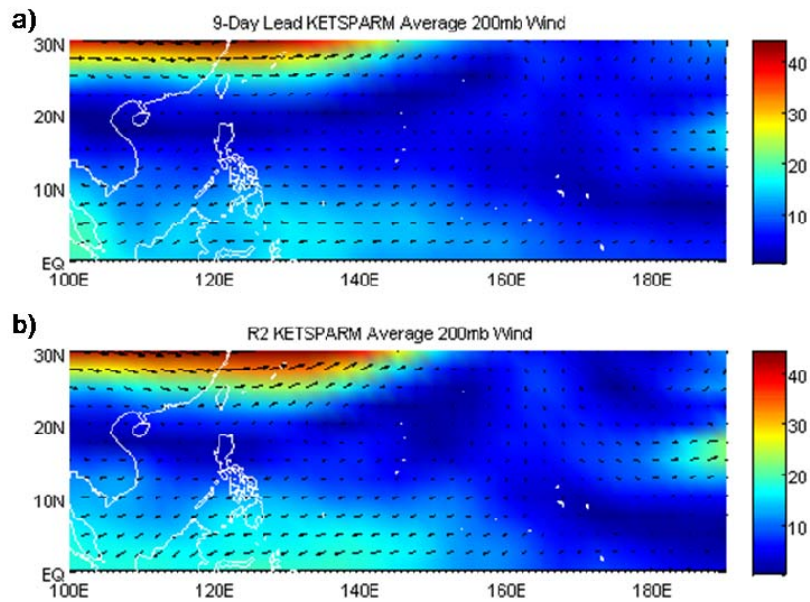 a)
9-Day Lead KETSPARM Average 200mb Wind
30N
20N
10N
EQ
100E 120E 140E 160E 180E
40
30
20
10
b)
R2 KETSPARM Average 200mb Wind
30N
20N
10N
EQ
100E 120E 140E 160E 180E
40
30
20
10